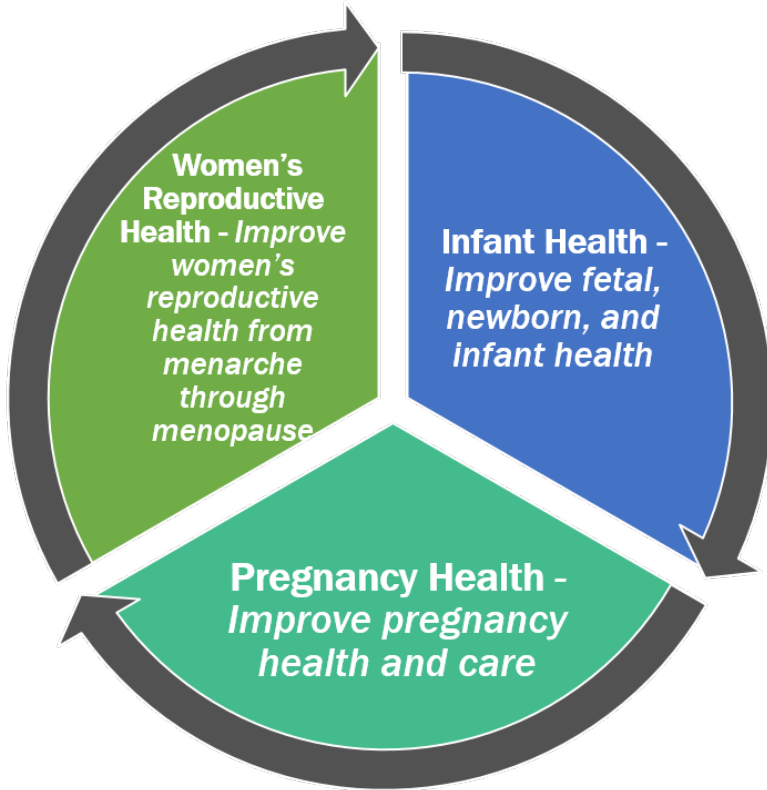 Women’s
Reproductive
Health - Improve
women’s
reproductive
health from
menarche
through
menopause
Infant Health -
Improve fetal,
newborn, and
infant health
Pregnancy Health -
Improve pregnancy
health and care